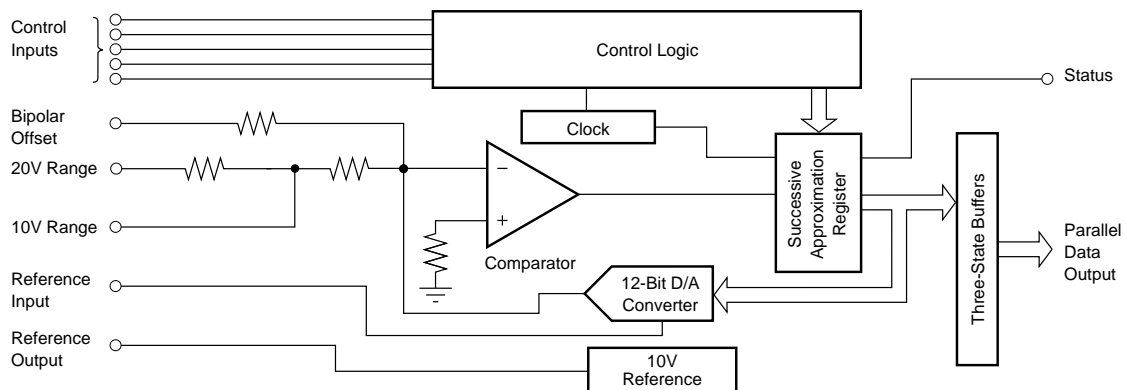 Control
Inputs
Control Logic
Status
Bipolar
Offset
Clock
20V Range
10V Range
Comparator
Successive
Approximation
Register
Three-State Buffers
Parallel
Data
Output
Reference
Input
12-Bit D/A
Converter
Reference
Output
10V
Reference